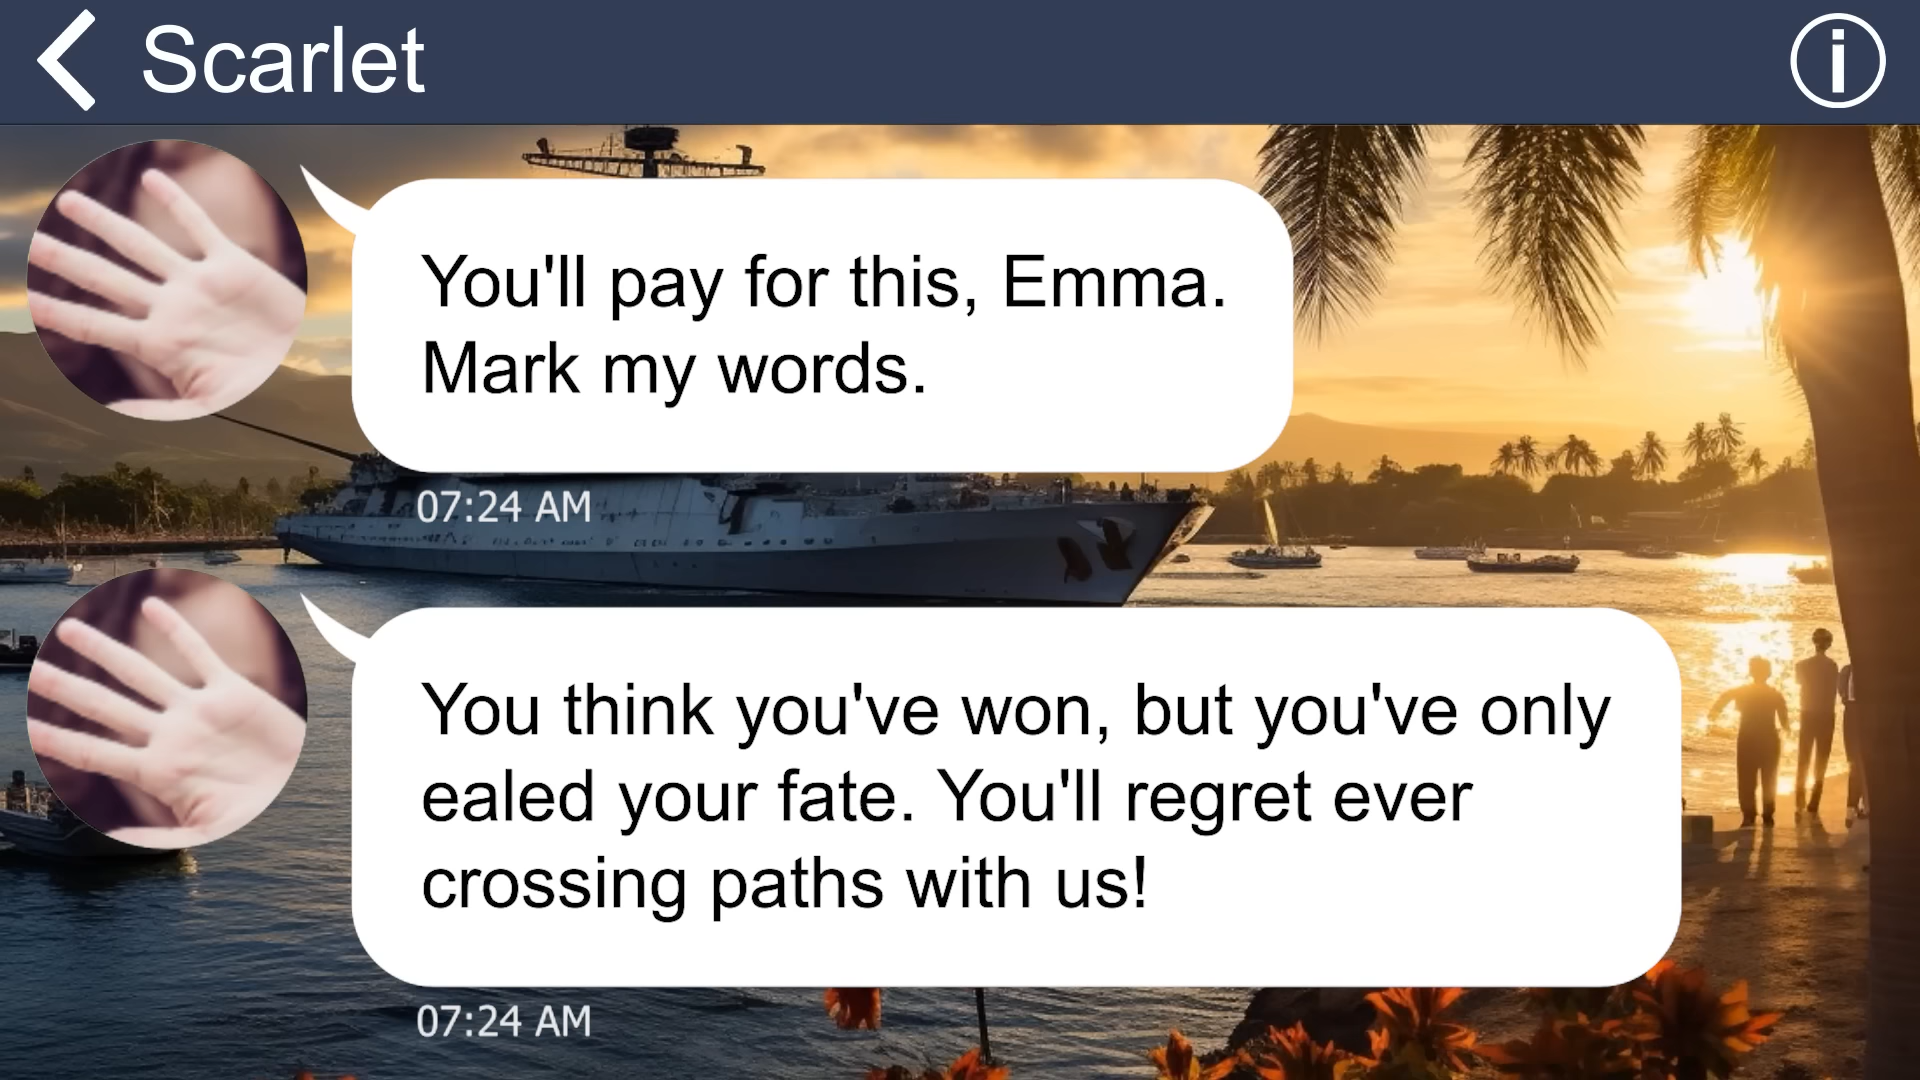 Scarlet
You'll pay for this, Emma.
Mark my words.
07:24 AM
You think you've won, but you've only
ealed your fate. You'll regret ever
crossing paths with us!
07:24 AM